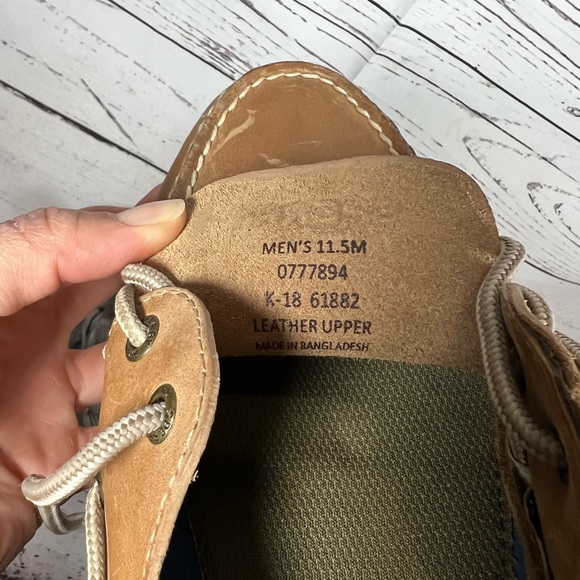 MEN'S 11.5M
0777894
K-18 61882
LEATHER UPPER
MADE IN BANGLADESH